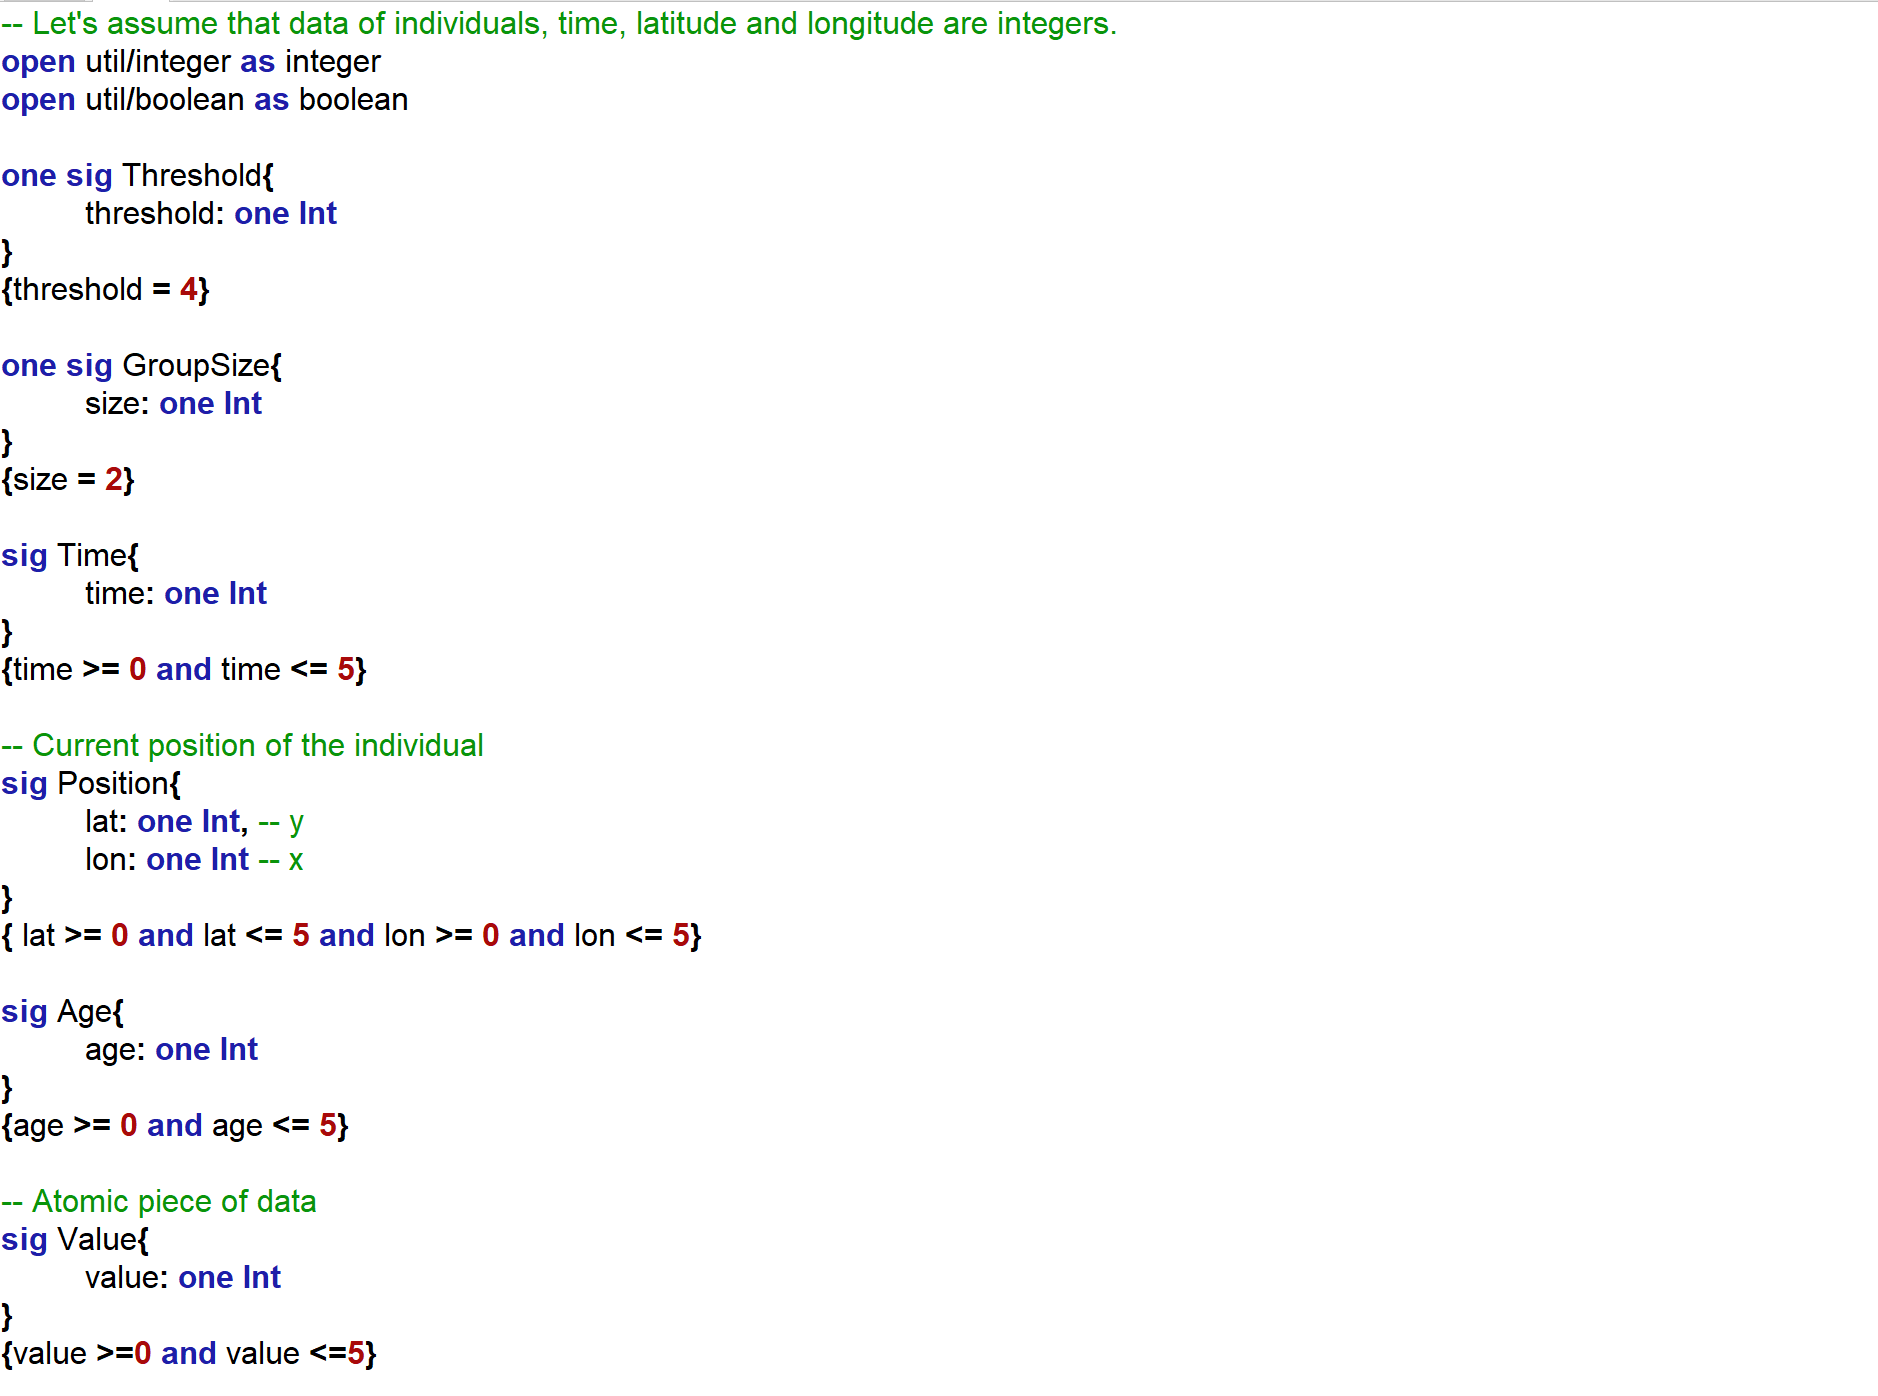 -- Let's assume that data of individuals, time, latitude and longitude are integers.
open util/integer as integer
open util/boolean as boolean
one sig Threshold{
threshold: one Int
}
{threshold = 4}
one sig GroupSize{
size: one Int
}
{size = 2}
sig Time{
time: one Int
}
{time >= 0 and time <= 5}
-- Current position of the individual
sig Position{
lat: one Int, -- y
lon: one Int -- x
}
{ lat >= 0 and lat <= 5 and lon >= 0 and lon <= 5}
sig Age{
age: one Int
}
{age >= 0 and age <= 5}
-- Atomic piece of data
sig Value{
value: one Int
}
{value >=0 and value <=5}